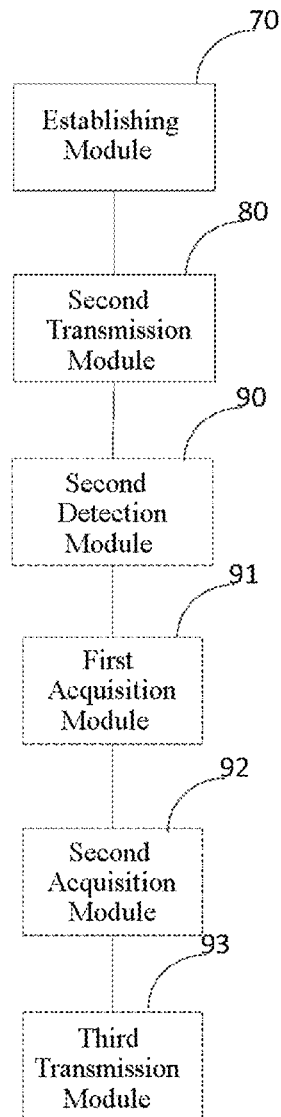 70
Establishing
Module
80
Second
Transmission
Module
90
Second
Detection
Module
91
First
Acquisition
Module
92
Second
Acquisition
Module
93
Third
Transmission
Module